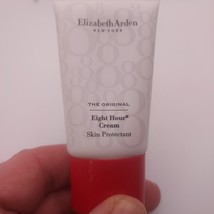 Elizabeth Arden
NEW YORK
THE ORIGINAL
Eight Hour®
Cream
Skin Protectant